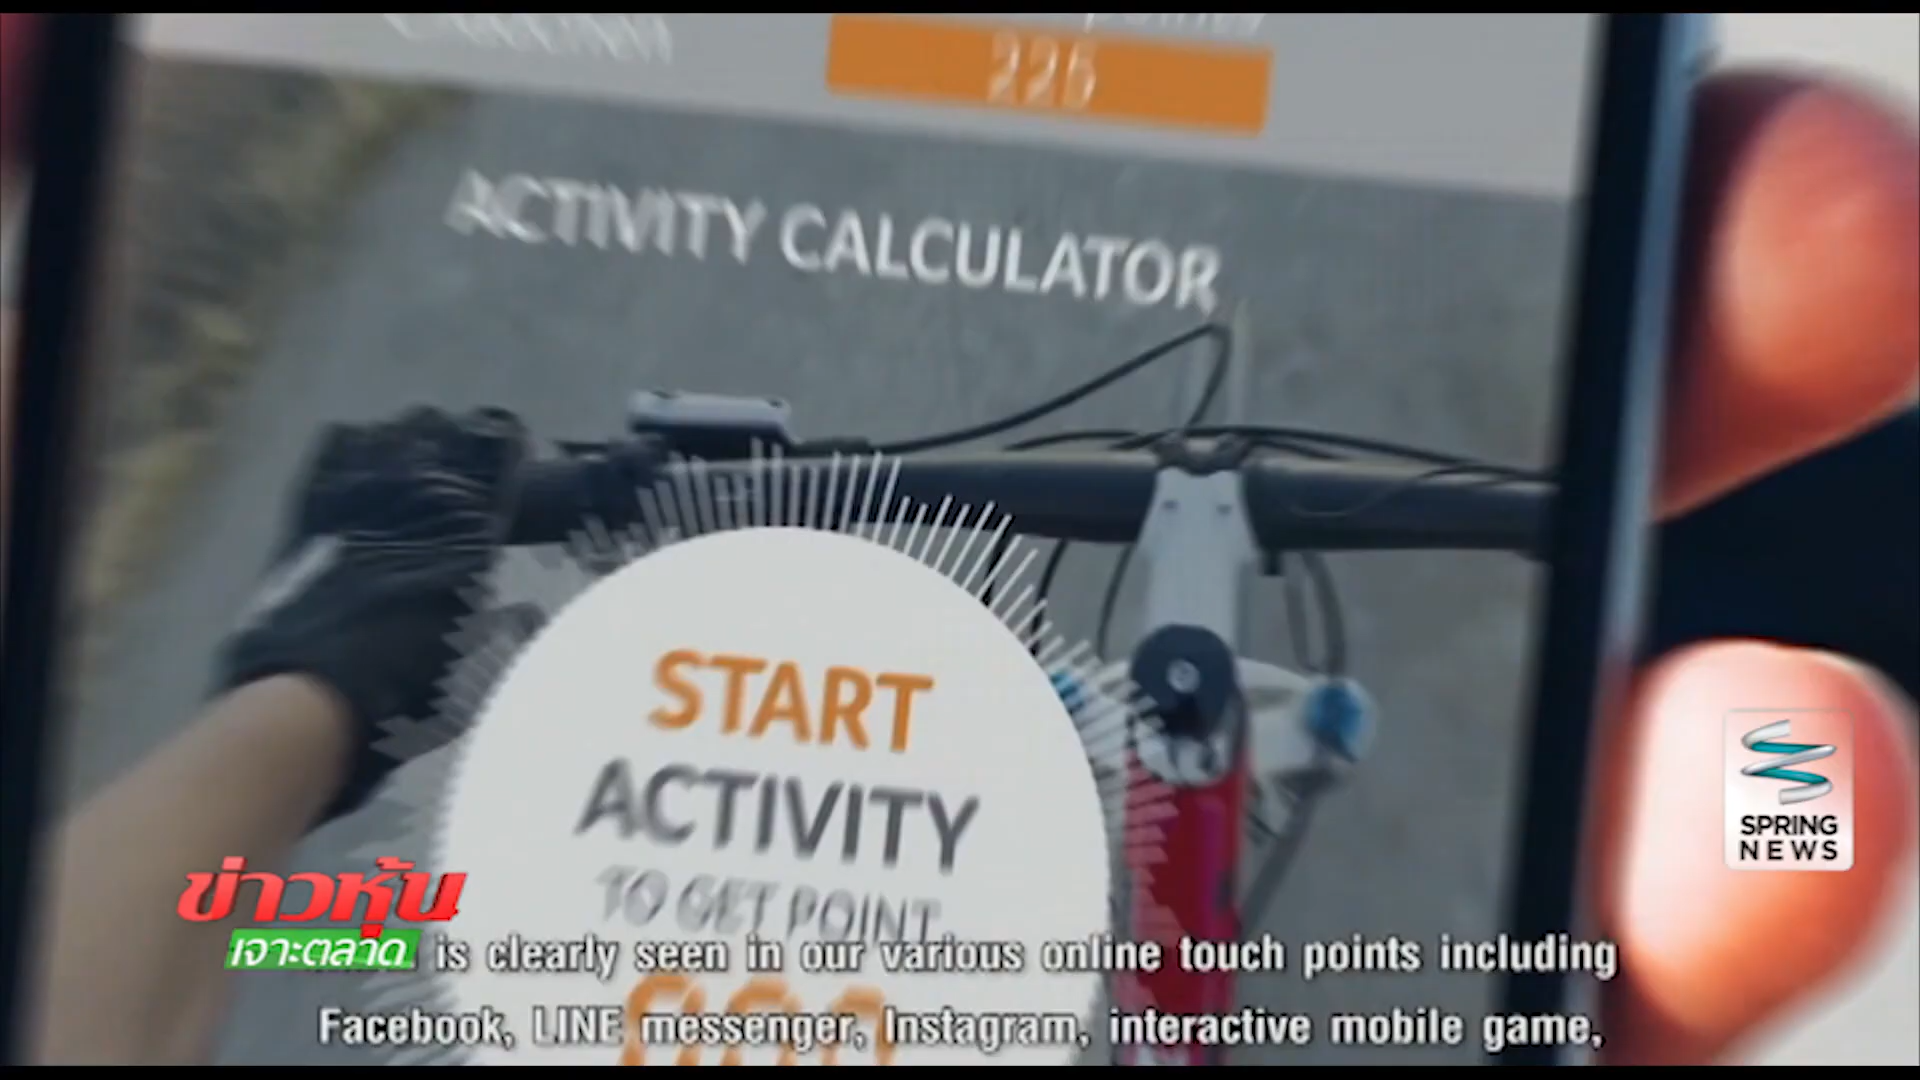 225
ACTIVITY CALCULATOR
START
ACTIVITY
TO GET POINT
000
ข่าวหุ้น
เจาะตลาด
is clearly seen in our various online touch points including
Facebook, LINE messenger, Instagram, interactive mobile game,
SPRING
NEWS